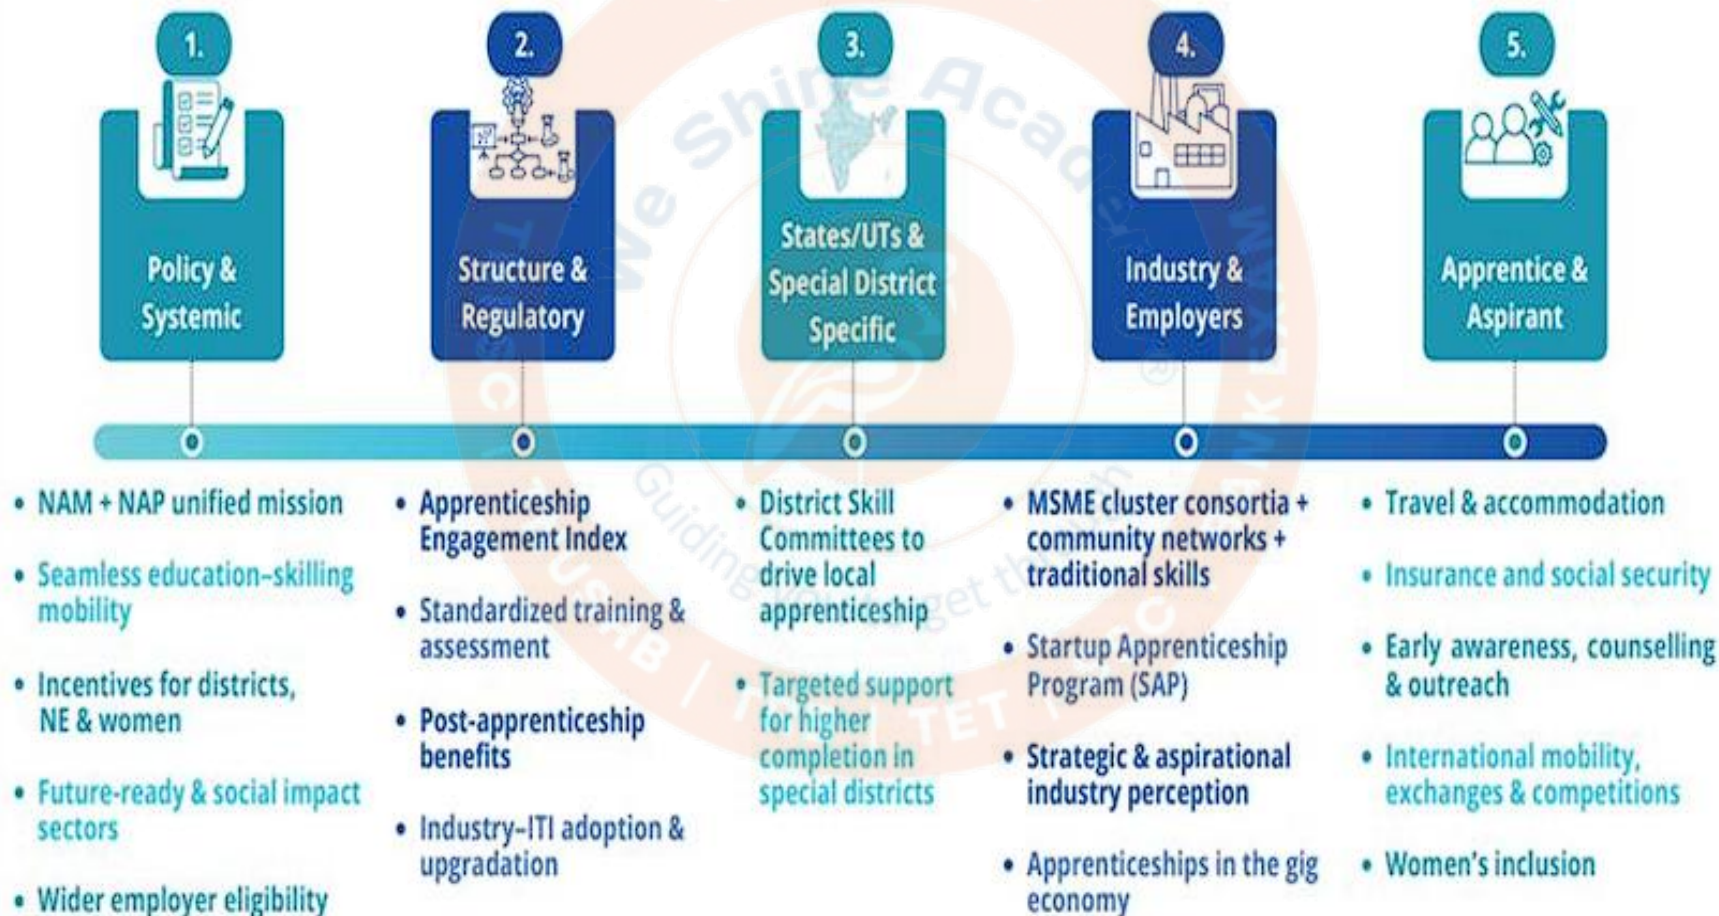 1.
Policy &
Systemic
• NAM + NAP unified mission
• Seamless education–skilling
mobility
• Incentives for districts,
NE & women
• Future-ready & social impact
sectors
• Wider employer eligibility
2.
Structure &
Regulatory
• Apprenticeship
Engagement Index
• Standardized training &
assessment
• Post-apprenticeship
benefits
• Industry–ITI adoption &
upgradation
3.
States/UTs &
Special District
Specific
• District Skill
Committees to
drive local
apprenticeship
• Targeted support
for higher
completion in
special districts
4.
Industry &
Employers
• MSME cluster consortia +
community networks +
traditional skills
• Startup Apprenticeship
Program (SAP)
• Strategic & aspirational
industry perception
• Apprenticeships in the gig
economy
5.
Apprentice &
Aspirant
• Travel & accommodation
• Insurance and social security
• Early awareness, counselling
& outreach
• International mobility,
exchanges & competitions
• Women's inclusion
We Shine Academy
®